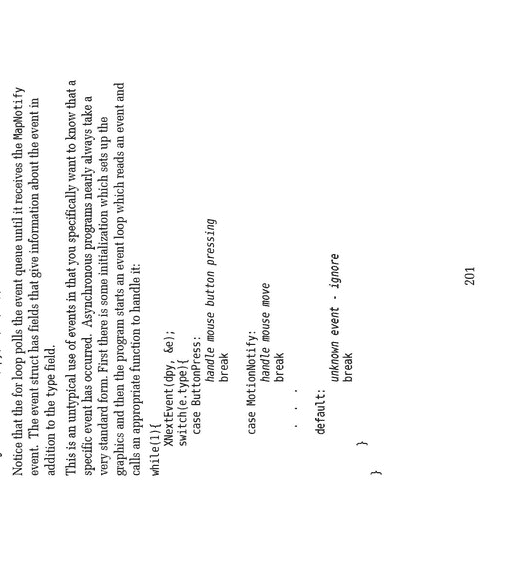 Notice that the for loop polls the event queue until it receives the MapNotify
event. The event struct has fields that give information about the event in
addition to the type field.
This is an untypical use of events in that you specifically want to know that a
specific event has occurred. Asynchronous programs nearly always take a
very standard form. First there is some initialization which sets up the
graphics and then the program starts an event loop which reads an event and
calls an appropriate function to handle it:
while(1){
XNextEvent(dpy, &e);
switch(e.type){
case ButtonPress:
handle mouse button pressing
break
case MotionNotify:
handle mouse move
break
. . .
default:
unknown event - ignore
break
}
}
201